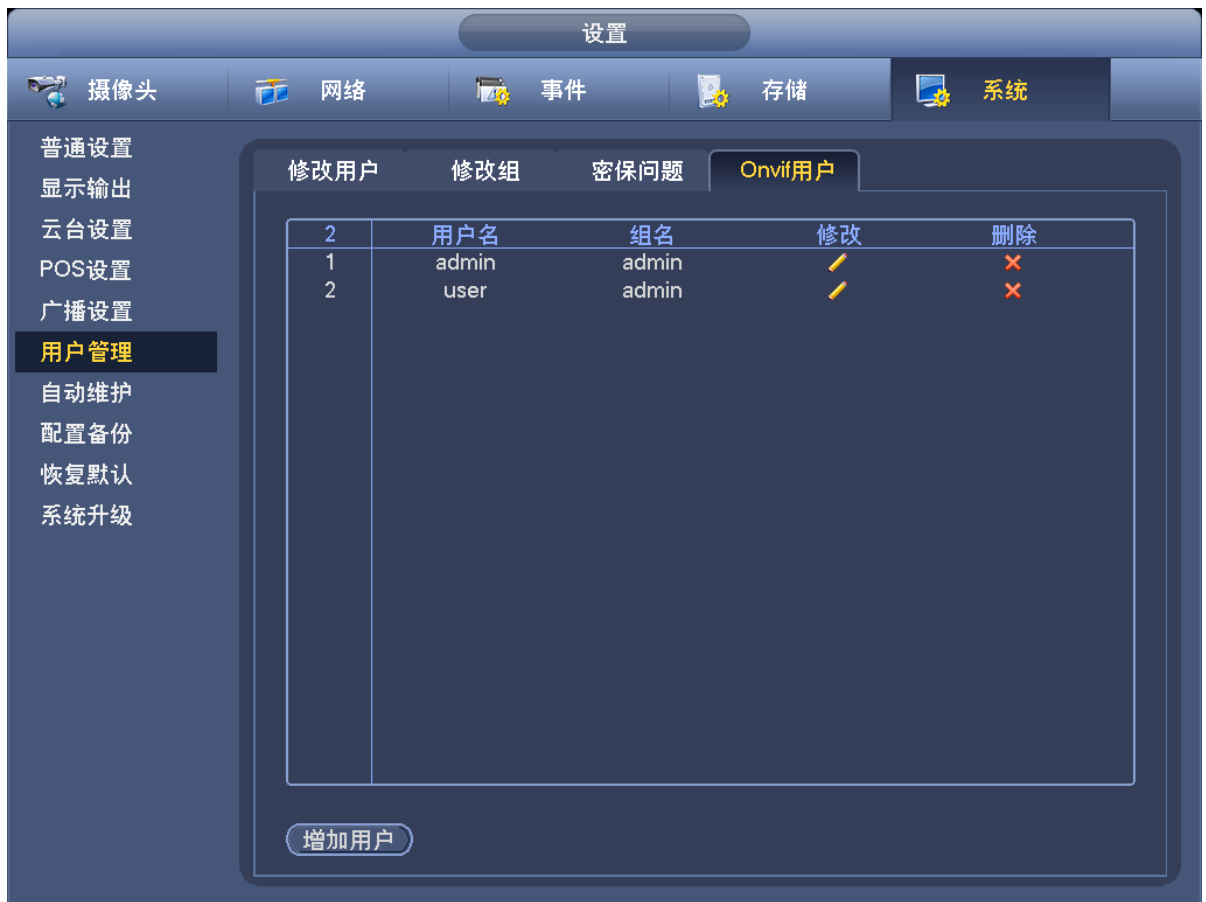 设置
摄像头 网络 事件 存储 系统
普通设置
显示输出
云台设置
POS设置
广播设置
用户管理
自动维护
配置备份
恢复默认
系统升级
修改用户 修改组 密保问题 Onvif用户
2 用户名 组名 修改 删除
1 admin admin
2 user admin
增加用户